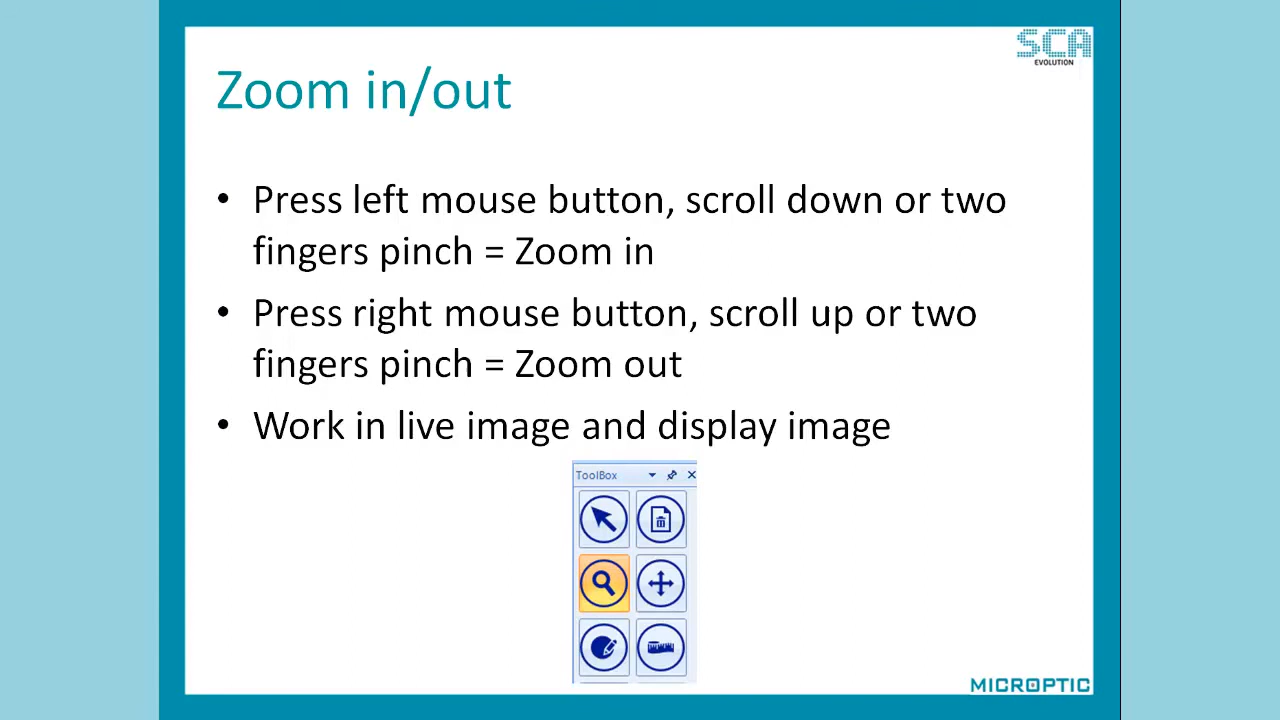 SCA
EVOLUTION
Zoom in/out
• Press left mouse button, scroll down or two
fingers pinch = Zoom in
• Press right mouse button, scroll up or two
fingers pinch = Zoom out
• Work in live image and display image
ToolBox
MICROPTIC